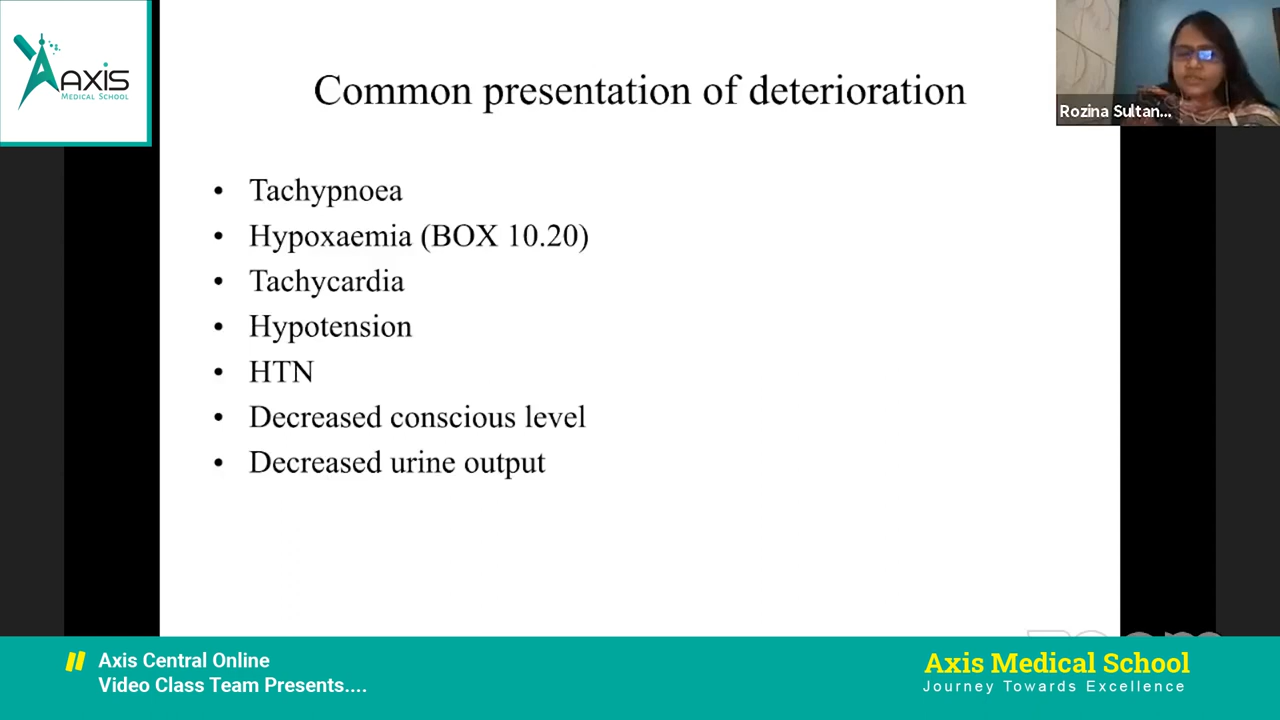 AXIS
MEDICAL SCHOOL
Common presentation of deterioration
Rozina Sultan...
• Tachypnoea
• Hypoxaemia (BOX 10.20)
• Tachycardia
• Hypotension
• HTN
• Decreased conscious level
• Decreased urine output
Axis Central Online
Video Class Team Presents....
Axis Medical School
Journey Towards Excellence